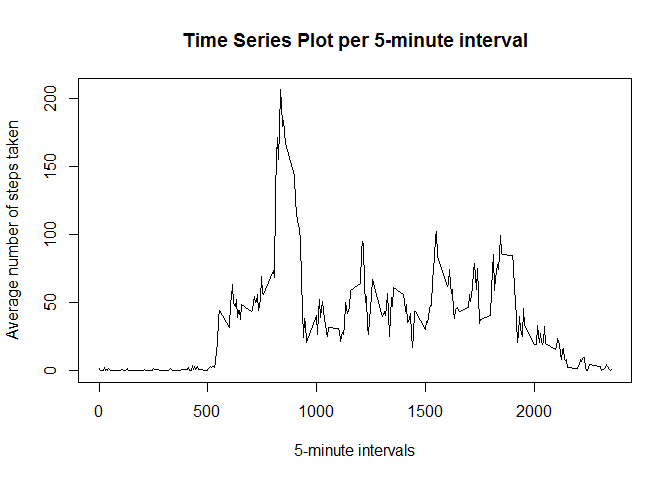 Time Series Plot per 5-minute interval
Average number of steps taken
200
150
100
50
0
0 500 1000 1500 2000
5-minute intervals